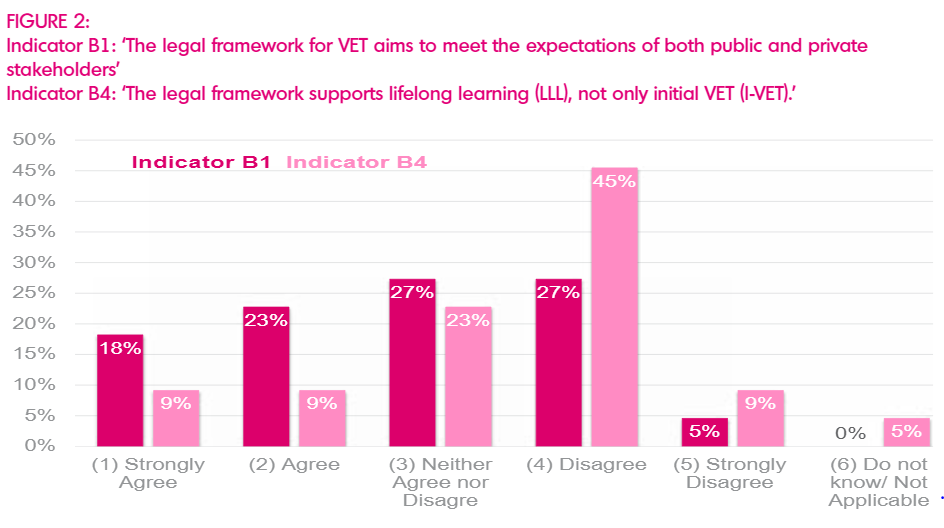 FIGURE 2:
Indicator B1: ‘The legal framework for VET aims to meet the expectations of both public and private
stakeholders’
Indicator B4: ‘The legal framework supports lifelong learning (LLL), not only initial VET (I-VET).’
50%
Indicator B1 Indicator B4
45%
45%
40%
35%
30%
25%
27%
27%
20%
23%
23%
15%
18%
10%
9%
9%
9%
5%
5%
0%
5%
0%
(1) Strongly
Agree
(2) Agree
(3) Neither
Agree nor
Disagre
(4) Disagree
(5) Strongly
Disagree
(6) Do not
know/ Not
Applicable